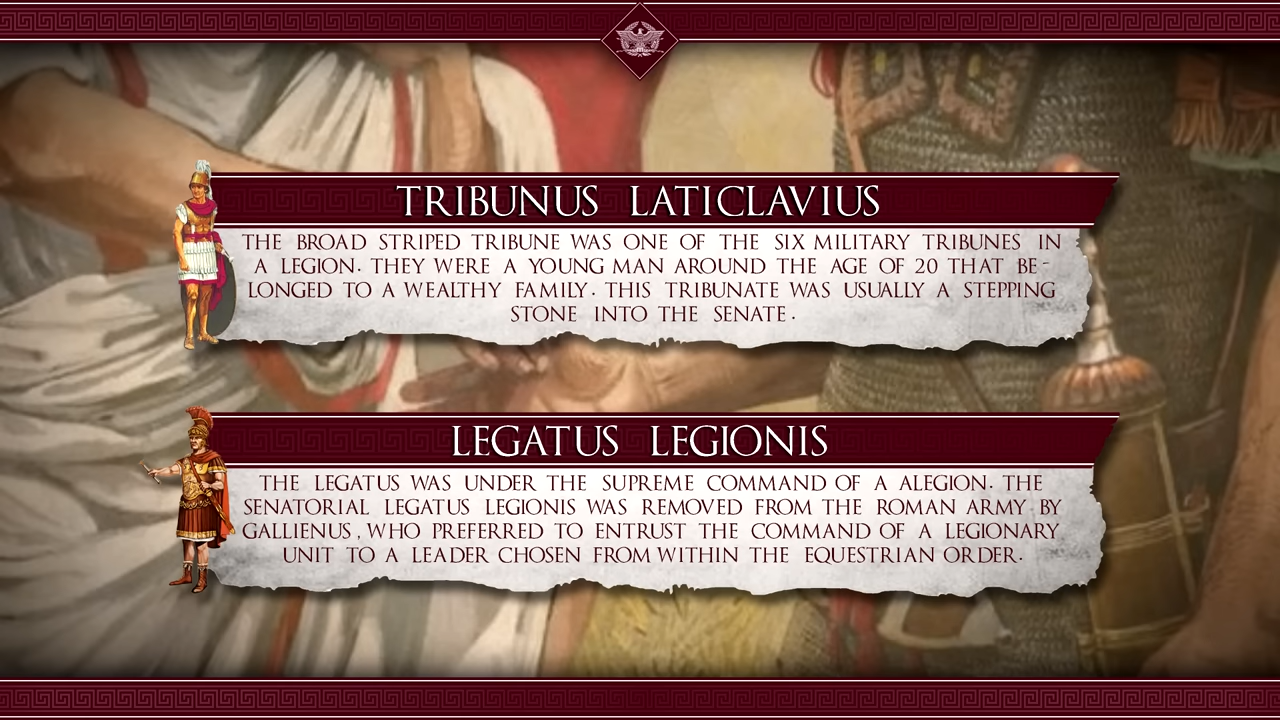 TRIBUNUS LATICLAVIUS
THE BROAD STRIPED TRIBUNE WAS ONE OF THE SIX MILITARY TRIBUNES IN
A LEGION. THEY WERE A YOUNG MAN AROUND THE AGE OF 20 THAT BE-
LONGED TO A WEALTHY FAMILY. THIS TRIBUNATE WAS USUALLY A STEPPING
STONE INTO THE SENATE.
LEGATUS LEGIONIS
THE LEGATUS WAS UNDER THE SUPREME COMMAND OF A ALEGION. THE
SENATORIAL LEGATUS LEGIONIS WAS REMOVED FROM THE ROMAN ARMY BY
GALLIENUS, WHO PREFERRED TO ENTRUST THE COMMAND OF A LEGIONARY
UNIT TO A LEADER CHOSEN FROM WITHIN THE EQUESTRIAN ORDER.